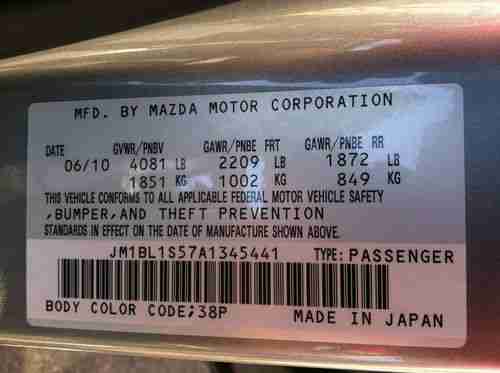 MFD. BY MAZDA MOTOR CORPORATION
DATE GVWR/PNBV GAWR/PNBE FRT GAWR/PNBE RR
06/10 4081 LB 2209 LB 1872 LB
1851 KG 1002 KG 849 KG
THIS VEHICLE CONFORMS TO ALL APPLICABLE FEDERAL MOTOR VEHICLE SAFETY
,BUMPER,AND THEFT PREVENTION
STANDARDS IN EFFECT ON THE DATE OF MANUFACTURE SHOWN ABOVE.
JM1BL1S57A1345441 TYPE: PASSENGER
BODY COLOR CODE;38P MADE IN JAPAN